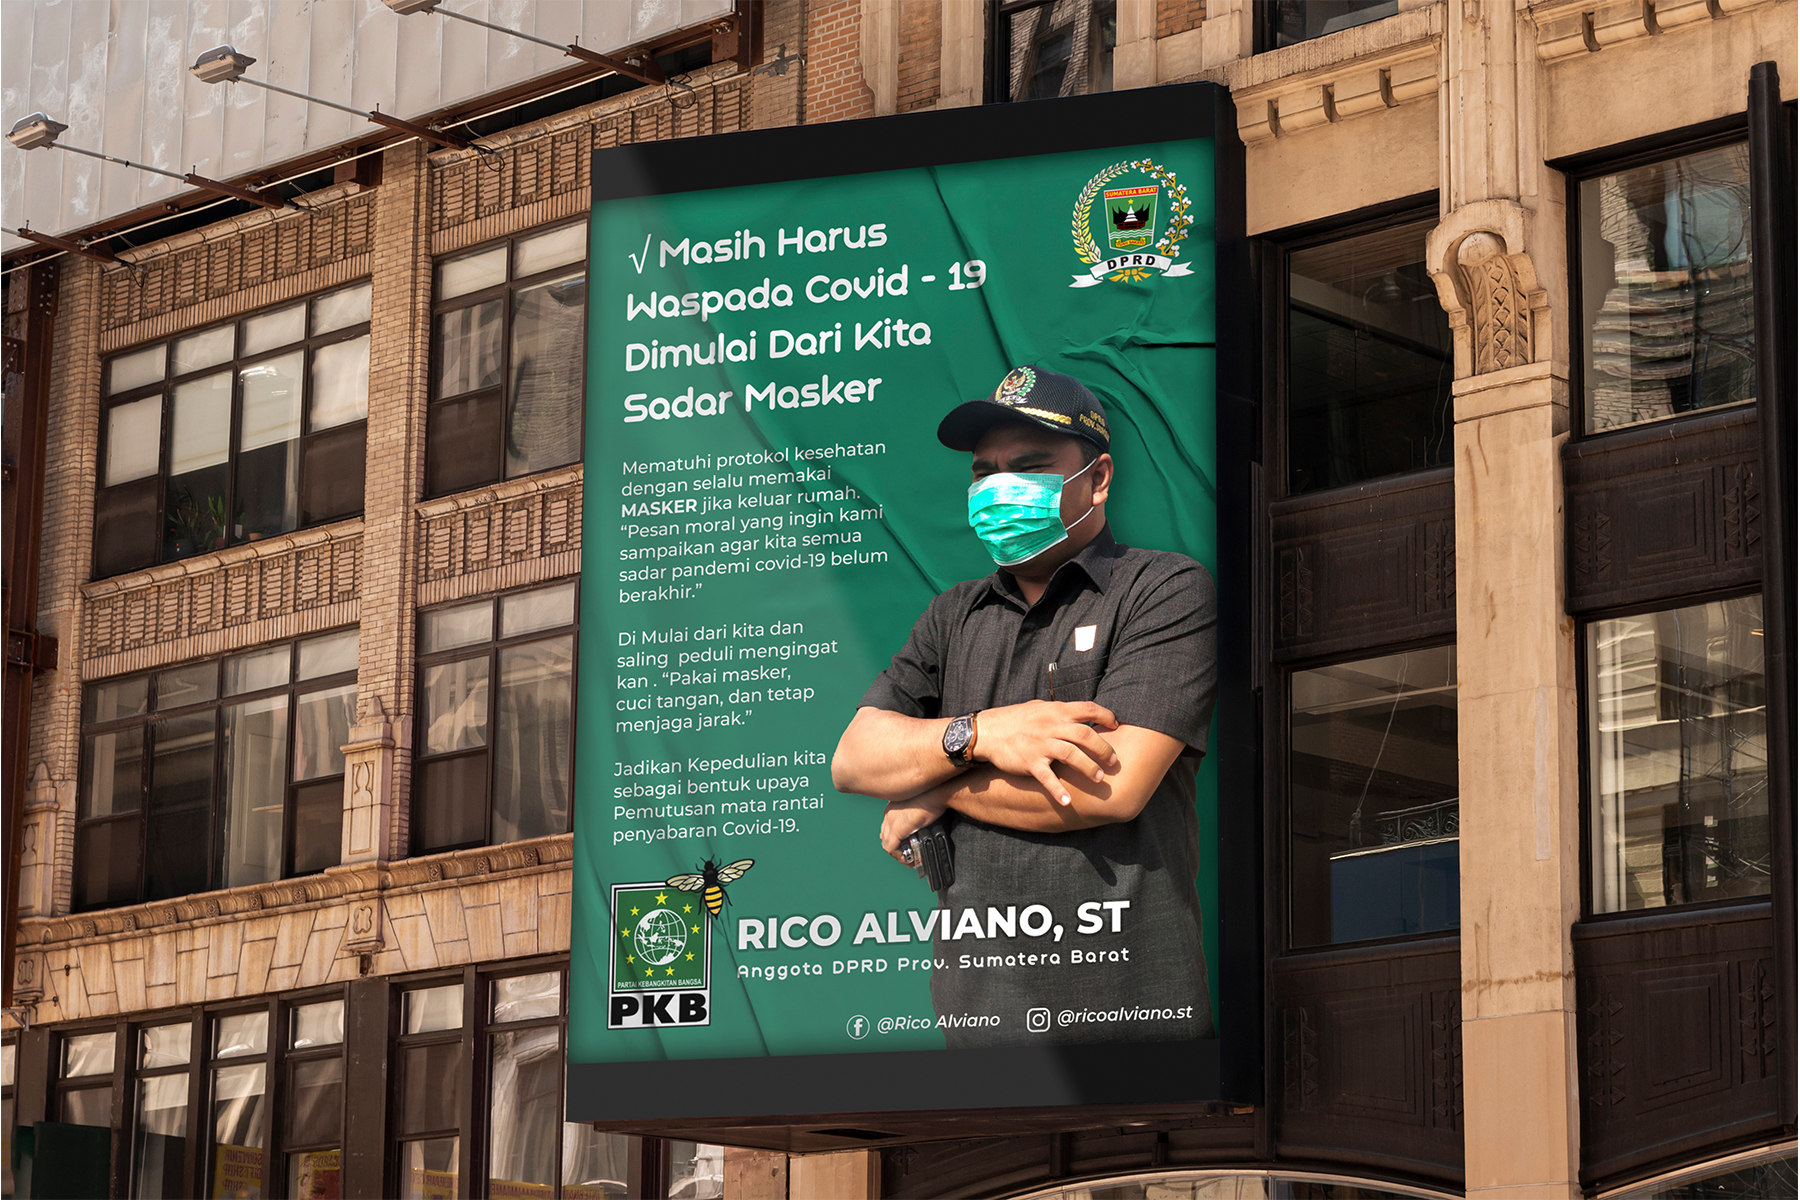 √ Masih Harus
Waspada Covid - 19
Dimulai Dari Kita
Sadar Masker
SUMATERA BARAT
DPRD
Mematuhi protokol kesehatan
dengan selalu memakai
MASKER jika keluar rumah.
“Pesan moral yang ingin kami
sampaikan agar kita semua
sadar pandemi covid-19 belum
berakhir.”
Di Mulai dari kita dan
saling peduli mengingat
kan . “Pakai masker,
cuci tangan, dan tetap
menjaga jarak.”
Jadikan Kepedulian kita
sebagai bentuk upaya
Pemutusan mata rantai
penyabaran Covid-19.
PARTAI KEBANGKITAN BANGSA
PKB
RICO ALVIANO, ST
Anggota DPRD Prov. Sumatera Barat
@Rico Alviano
@ricoalviano.st